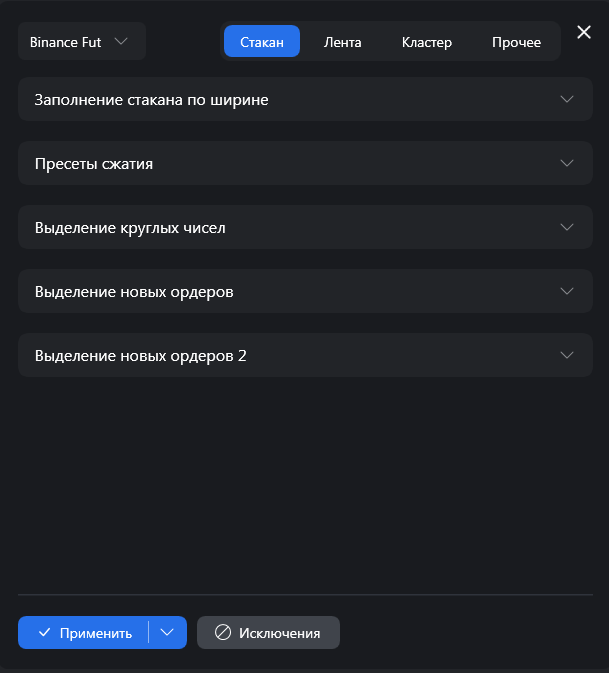 Binance Fut
Стакан
Лента
Кластер
Прочее
Заполнение стакана по ширине
Пресеты сжатия
Выделение круглых чисел
Выделение новых ордеров
Выделение новых ордеров 2
Применить
Исключения